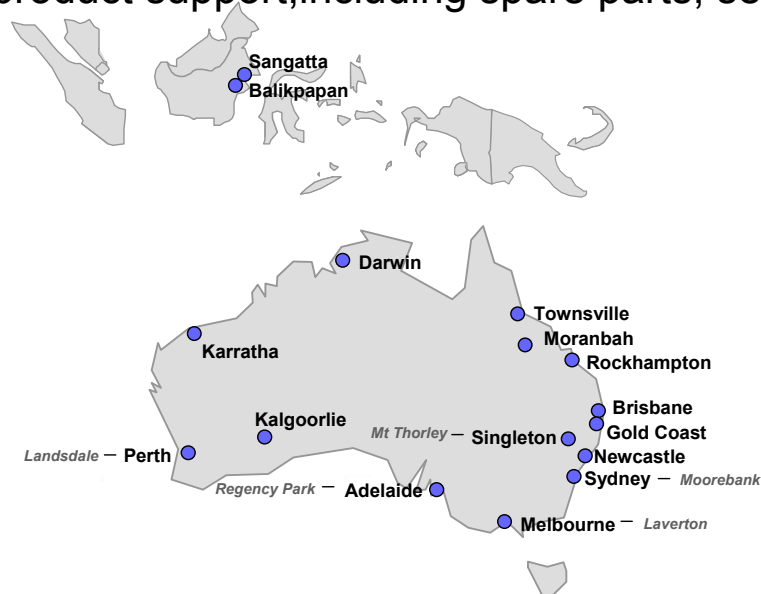 product support,including spare parts,
Sangatta
Balikpapan
Darwin
Townsville
Moranbah
Karratha
Rockhampton
Brisbane
Kalgoorlie
Gold Coast
Mt Thorley – Singleton
Landsdale – Perth
Newcastle
Sydney – Moorebank
Regency Park – Adelaide
Melbourne – Laverton